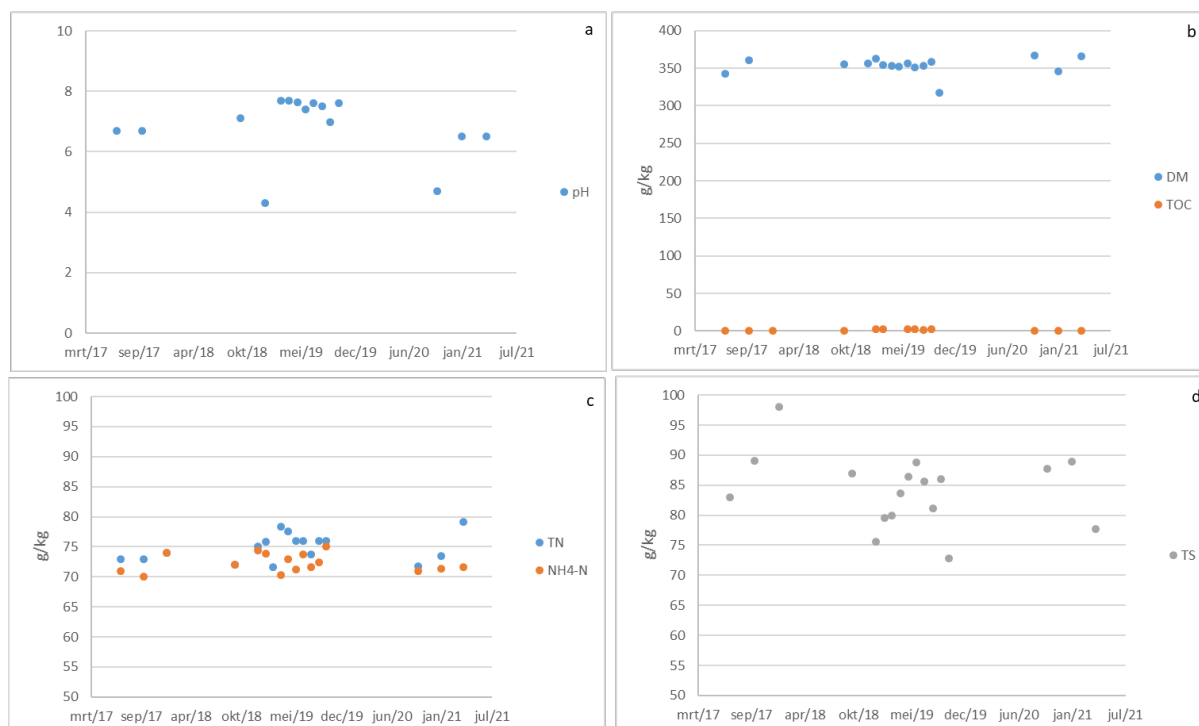 a
10
8
6
4
2
0
mrt/17 sep/17 apr/18 okt/18 mei/19 dec/19 jun/20 jan/21 jul/21
pH
b
g/kg
400
350
300
250
200
150
100
50
0
mrt/17 sep/17 apr/18 okt/18 mei/19 dec/19 jun/20 jan/21 jul/21
DM
TOC
c
g/kg
100
95
90
85
80
75
70
65
60
55
50
mrt/17 sep/17 apr/18 okt/18 mei/19 dec/19 jun/20 jan/21 jul/21
TN
NH4-N
d
g/kg
100
95
90
85
80
75
70
65
60
55
50
mrt/17 sep/17 apr/18 okt/18 mei/19 dec/19 jun/20 jan/21 jul/21
TS